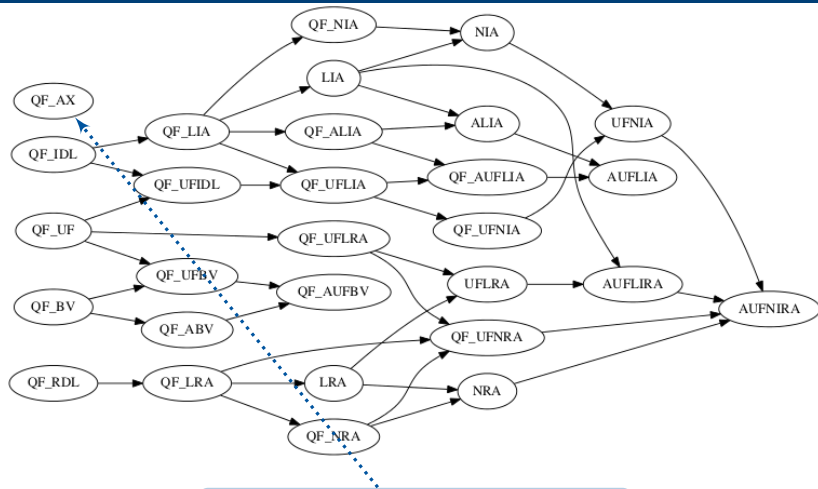 QF_NIA
NIA
LIA
QF_AX
QF_LIA
QF_ALIA
ALIA
UFNIA
QF_IDL
QF_UFIDL
QF_UFLIA
QF_AUFLIA
AUFLIA
QF_UF
QF_UFLRA
QF_UFNIA
QF_UFBV
QF_AUFBV
UFLRA
AUFLIRA
QF_BV
QF_ABV
QF_UFNRA
AUFNIRA
QF_RDL
QF_LRA
LRA
NRA
QF_NRA